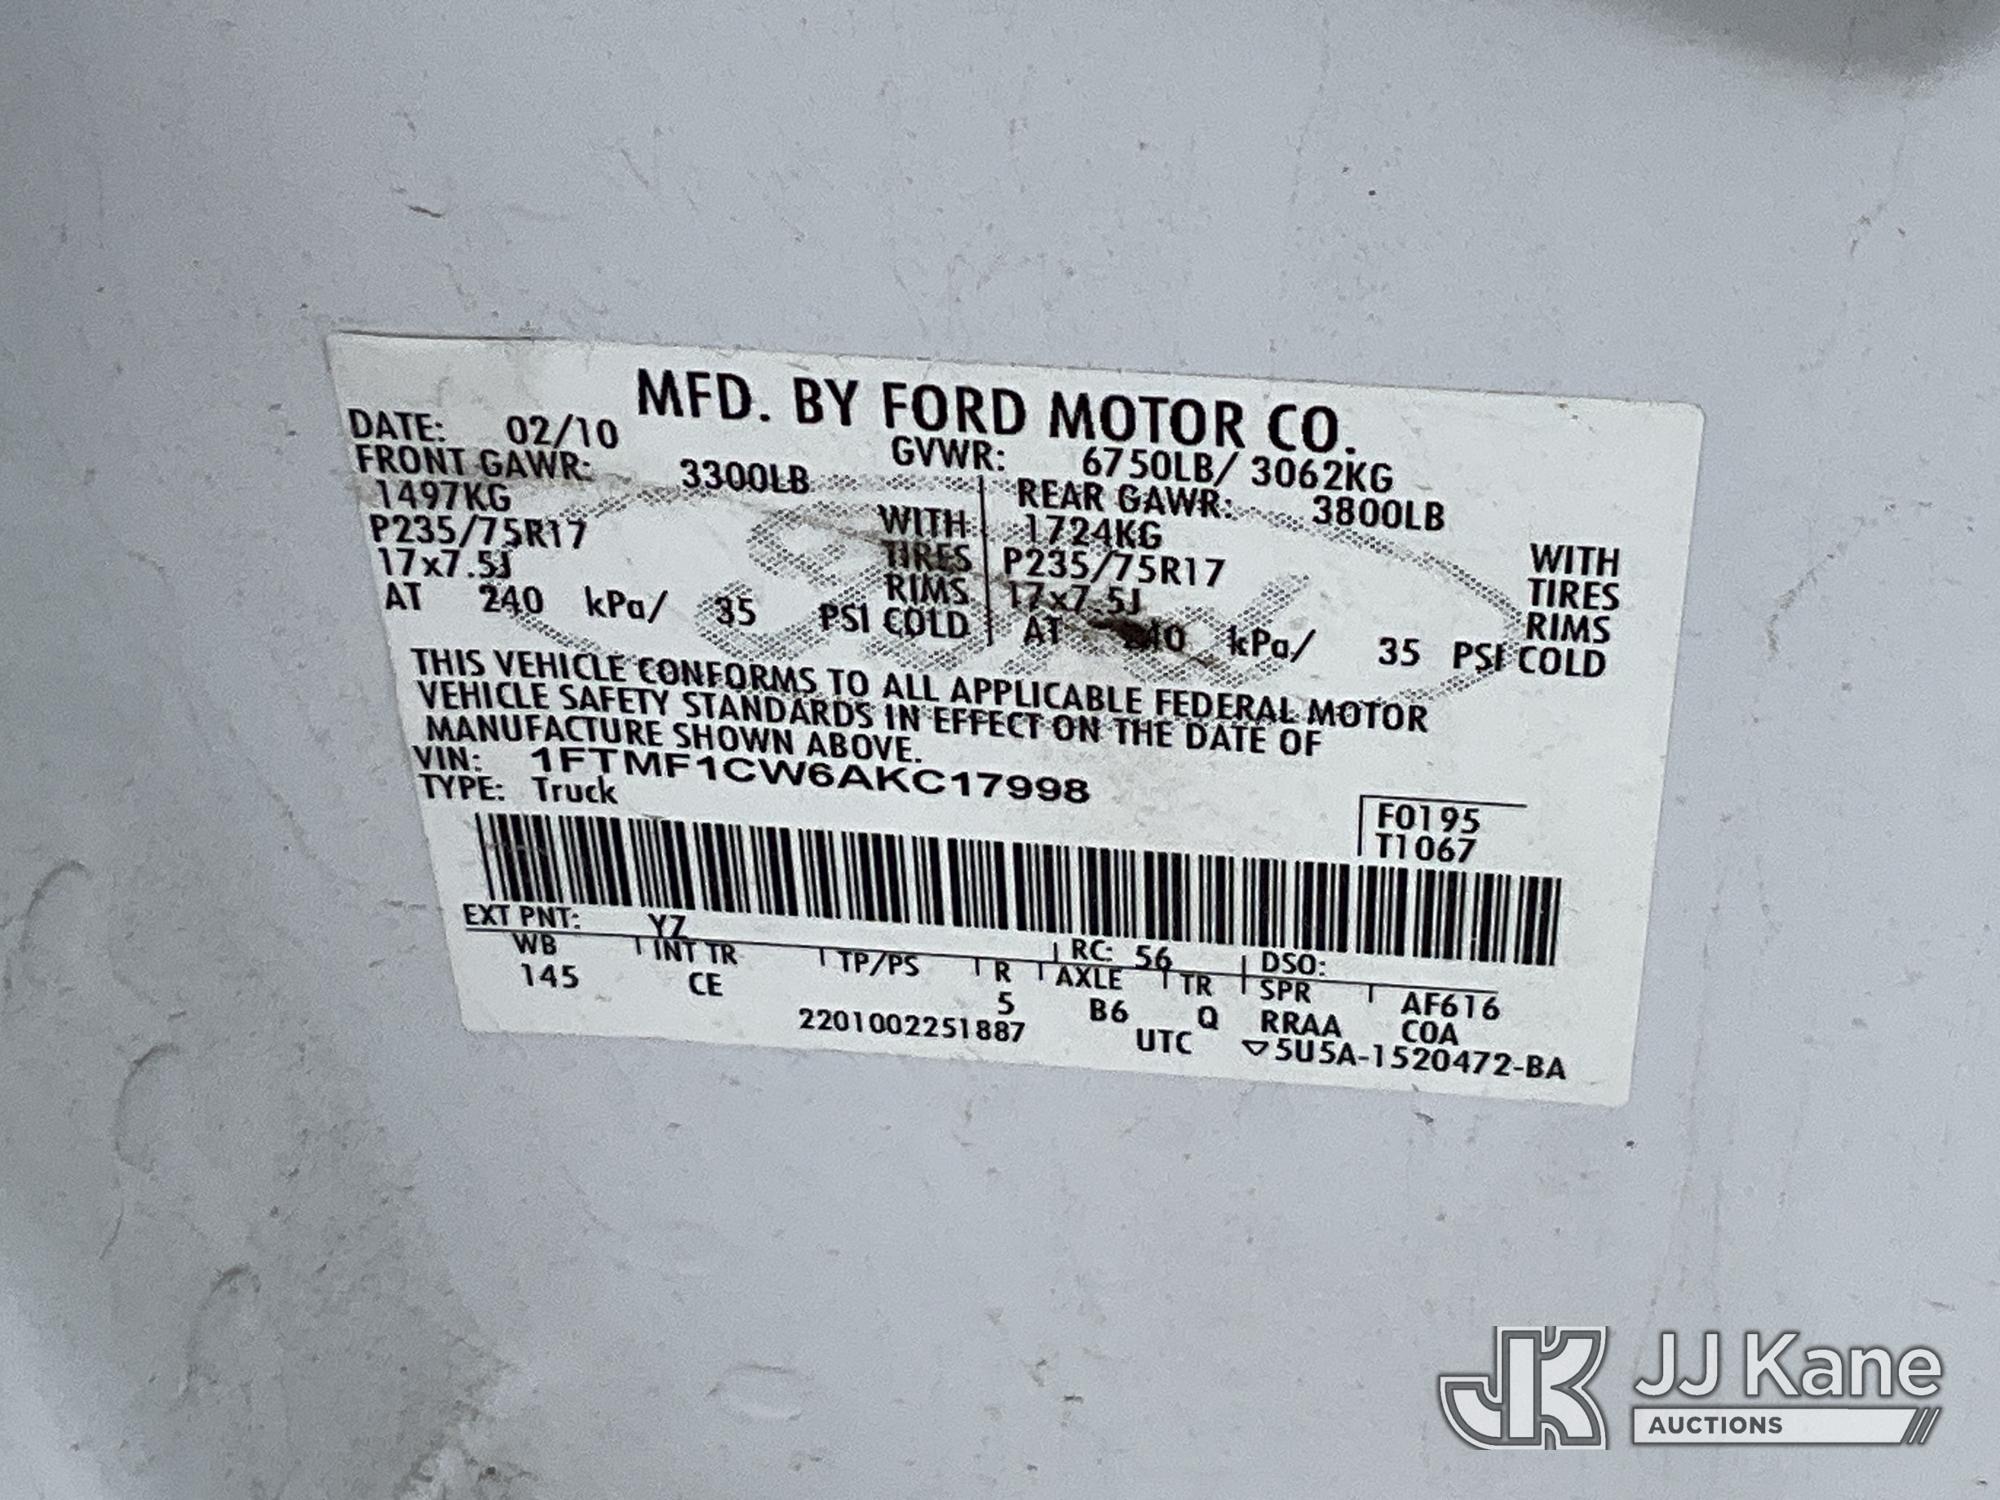 MFD. BY FORD MOTOR CO.
DATE: 02/10 GVWR: 6750LB/ 3062KG
FRONT GAWR: 3300LB REAR GAWR: 3800LB
1497KG WITH 1724KG WITH
P235/75R17 TIRES P235/75R17 TIRES
17x7.5J RIMS 17x7.5J RIMS
AT 240 kPa/ 35 PSI COLD AT kPa/ 35 PSI COLD
THIS VEHICLE CONFORMS TO ALL APPLICABLE FEDERAL MOTOR
VEHICLE SAFETY STANDARDS IN EFFECT ON THE DATE OF
MANUFACTURE SHOWN ABOVE.
VIN: 1FTMF1CW6AKC17998
TYPE: Truck
F0195
T1067
EXT PNT: YZ RC: 56 DSO:
WB INT TR TP/PS R AXLE TR SPR AF616
145 CE 5 B6 Q RRAA COA
2201002251887 UTC ▽5U5A-1520472-BA
JK JJ Kane
AUCTIONS